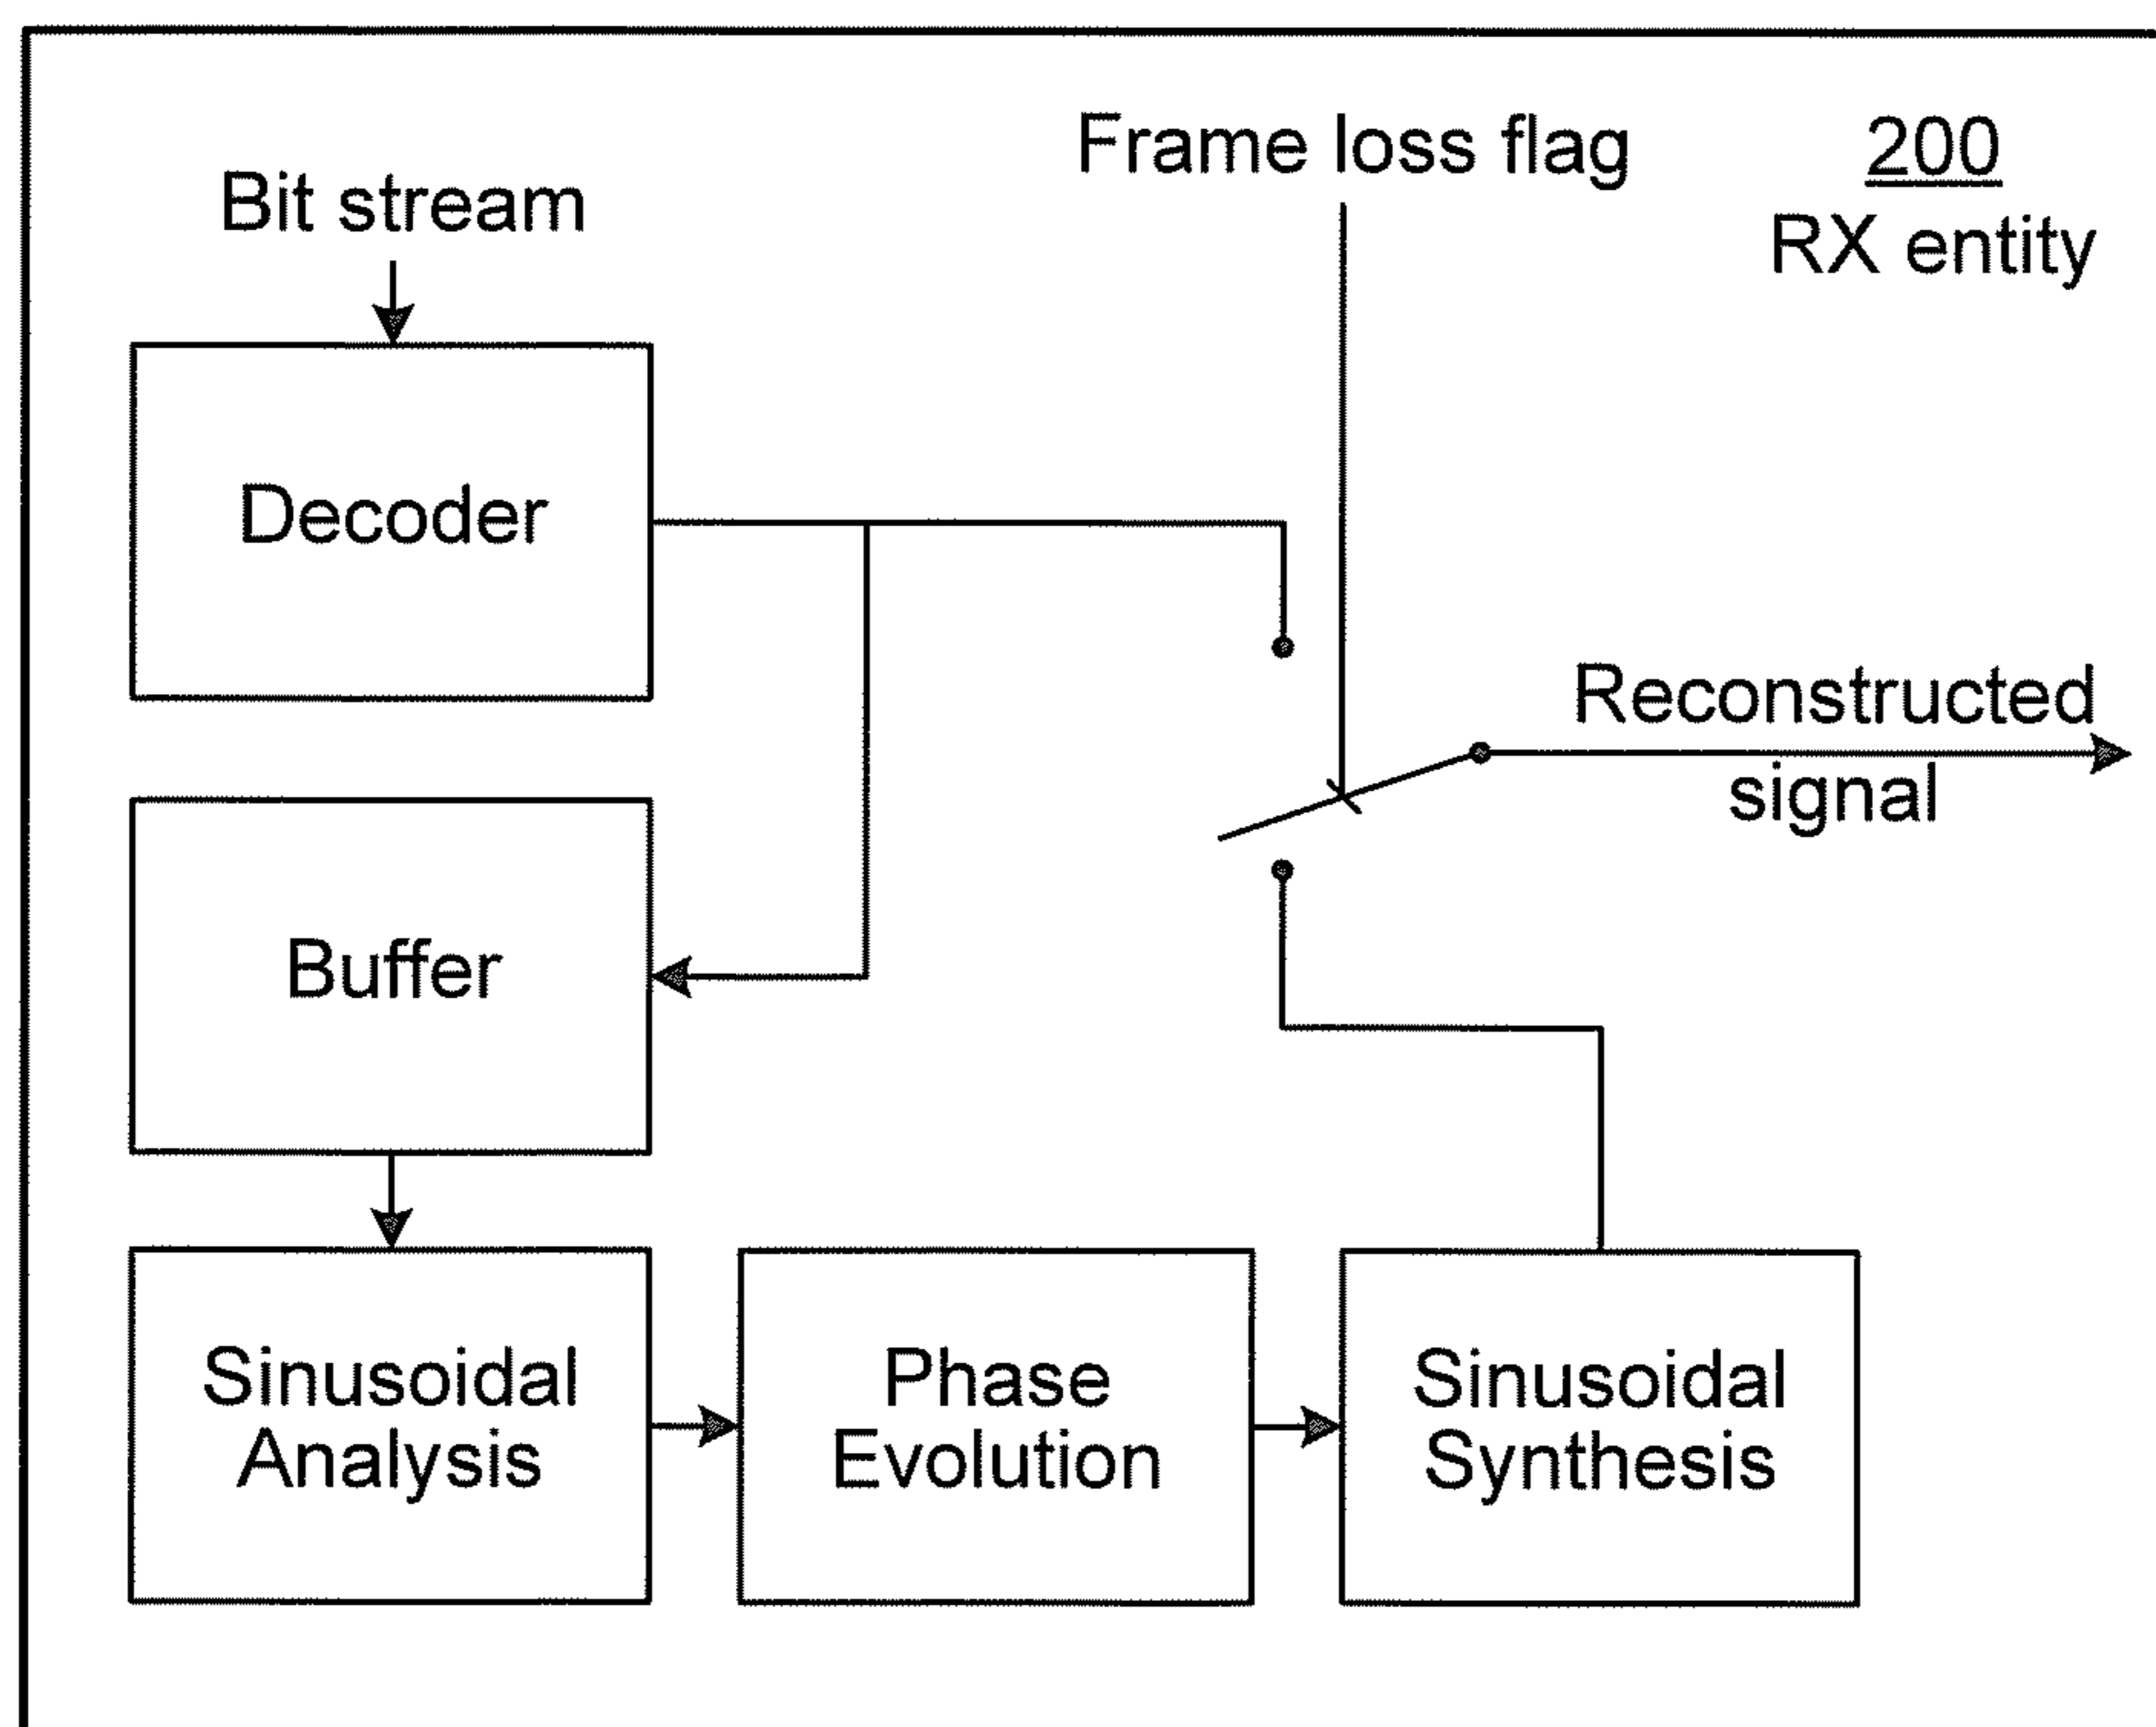 Frame loss flag
200
RX entity
Bit stream
Decoder
Reconstructed
signal
Buffer
Sinusoidal
Analysis
Phase
Evolution
Sinusoidal
Synthesis